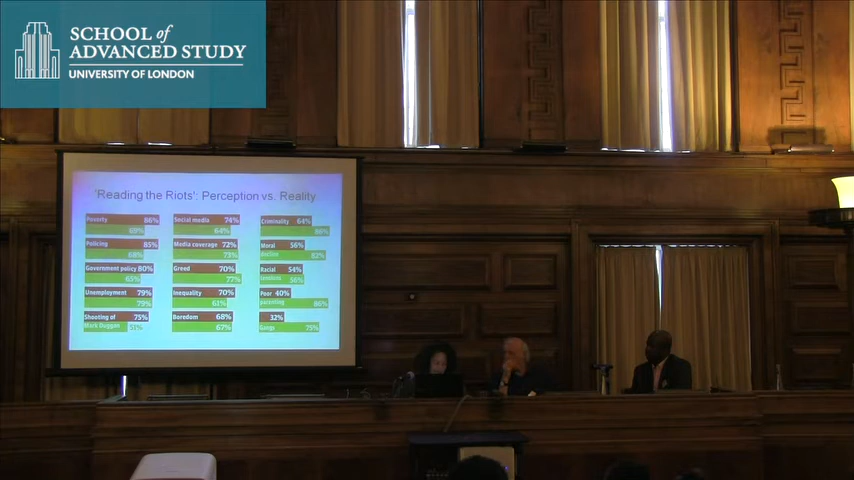 SCHOOL of
ADVANCED STUDY
UNIVERSITY OF LONDON
'Reading the Riots': Perception vs. Reality
Poverty 86%
69%
Social media 74%
64%
Criminality 64%
86%
Policing 85%
68%
Media coverage 72%
73%
Moral 56%
decline 82%
Government policy 80%
65%
Greed 70%
77%
Racial 54%
tensions 56%
Unemployment 79%
79%
Inequality 70%
61%
Poor 40%
parenting 86%
Shooting of 75%
Mark Duggan 51%
Boredom 68%
67%
32%
Gangs 75%